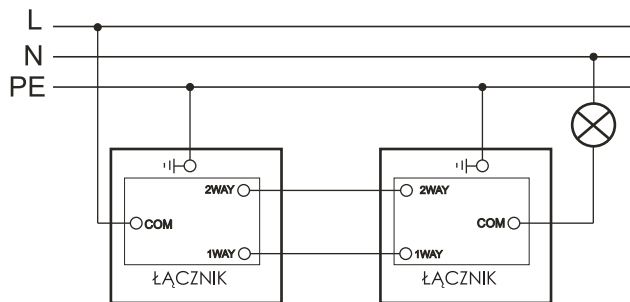 L
N
PE
2WAY 2WAY
COM COM
1WAY 1WAY
ŁĄCZNIK ŁĄCZNIK